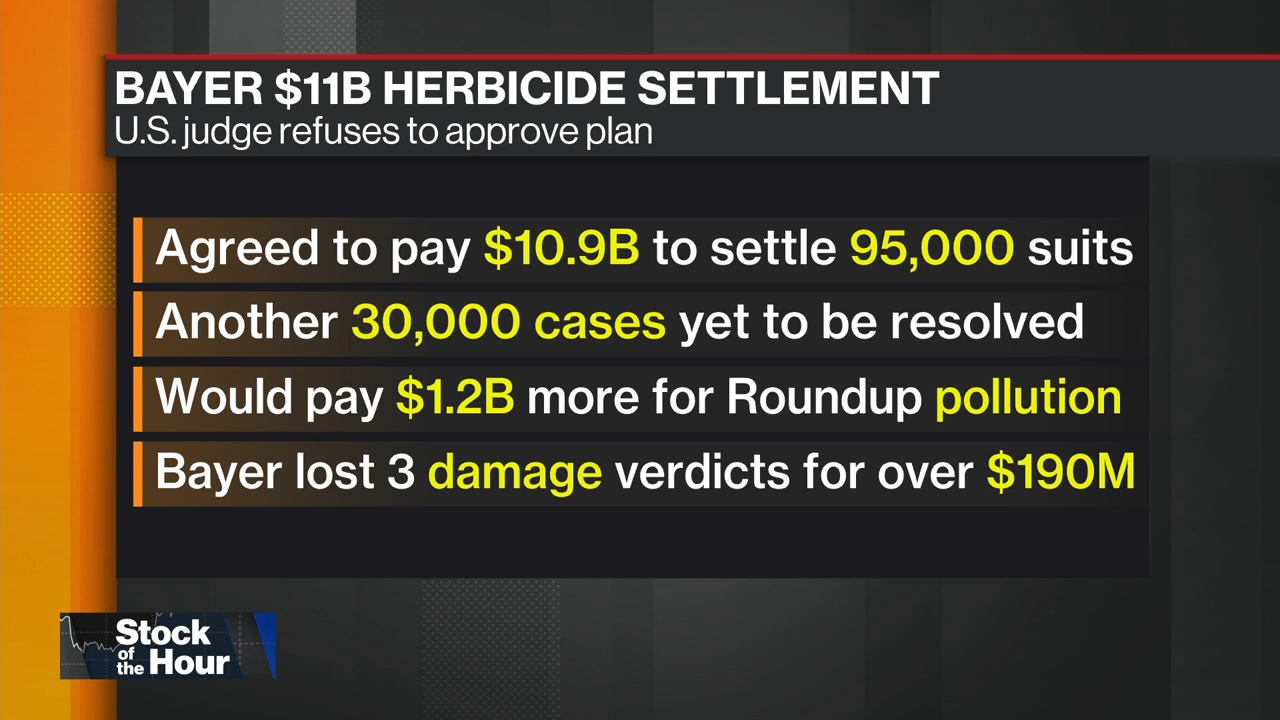 BAYER $11B HERBICIDE SETTLEMENT
U.S. judge refuses to approve plan
Agreed to pay $10.9B to settle 95,000 suits
Another 30,000 cases yet to be resolved
Would pay $1.2B more for Roundup pollution
Bayer lost 3 damage verdicts for over $190M
Stock
of
the Hour